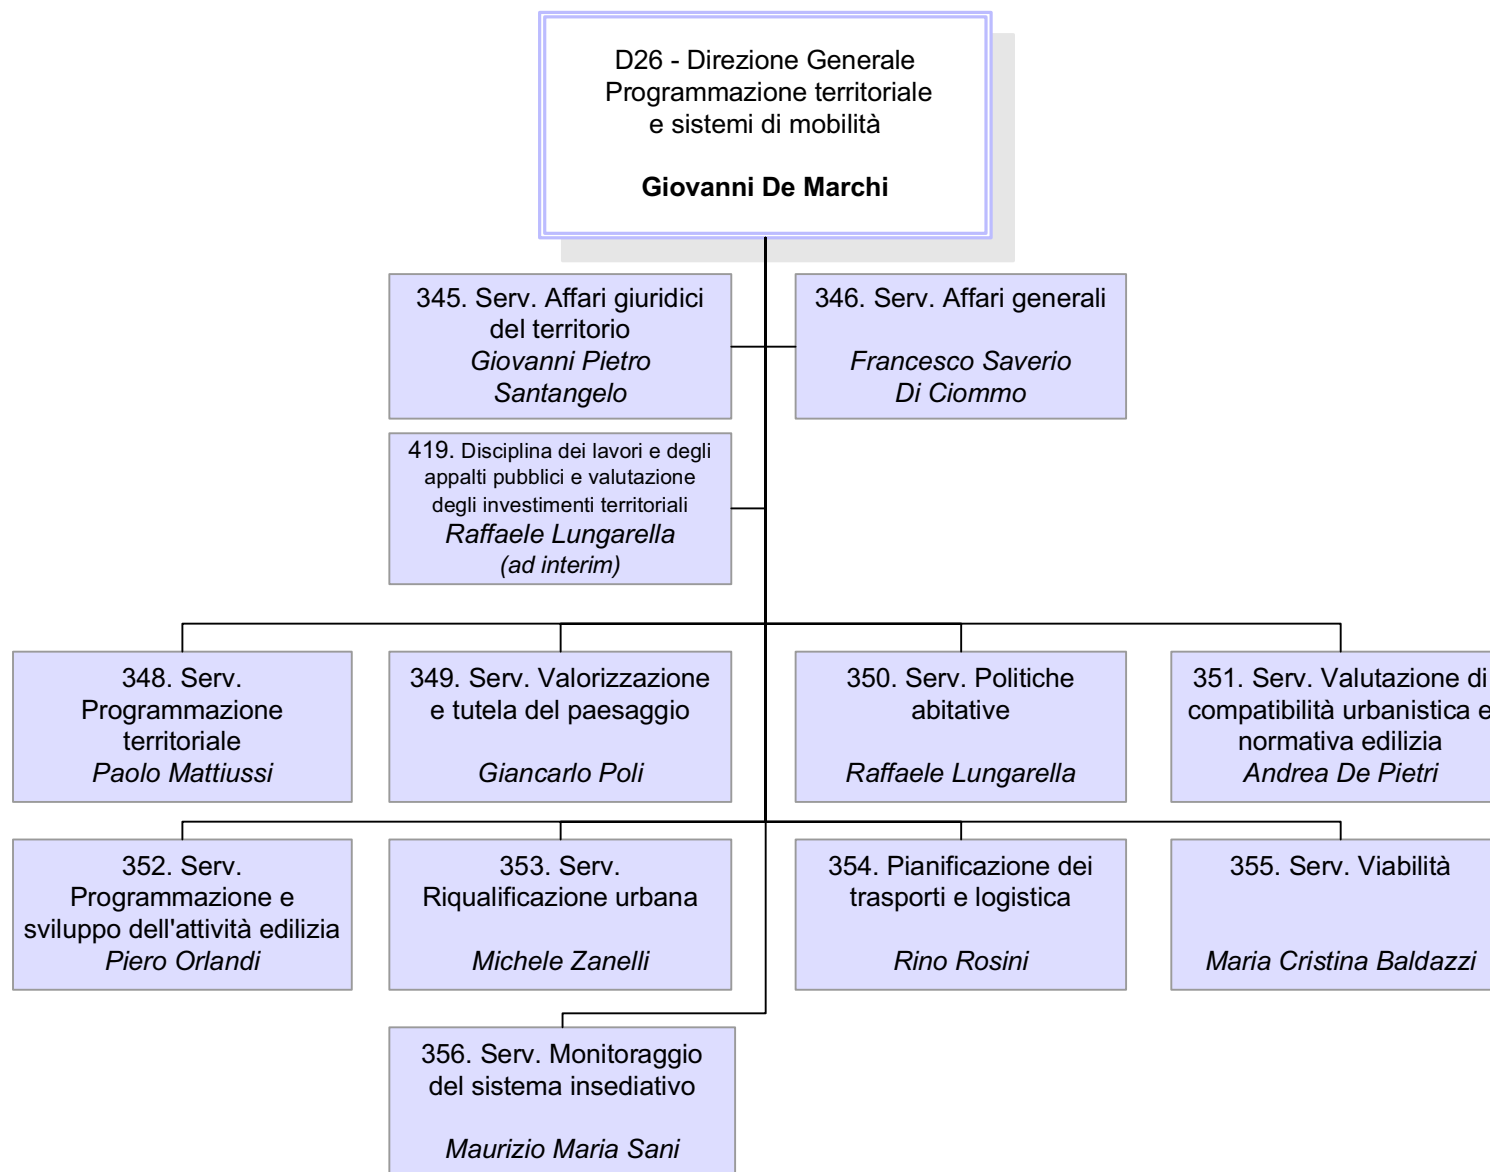 D26 - Direzione Generale
Programmazione territoriale
e sistemi di mobilità
Giovanni De Marchi
345. Serv. Affari giuridici
del territorio
Giovanni Pietro
Santangelo
346. Serv. Affari generali
Francesco Saverio
Di Ciommo
419. Disciplina dei lavori e degli
appalti pubblici e valutazione
degli investimenti territoriali
Raffaele Lungarella
(ad interim)
348. Serv.
Programmazione
territoriale
Paolo Mattiussi
349. Serv. Valorizzazione
e tutela del paesaggio
Giancarlo Poli
350. Serv. Politiche
abitative
Raffaele Lungarella
351. Serv. Valutazione di
compatibilità urbanistica e
normativa edilizia
Andrea De Pietri
352. Serv.
Programmazione e
sviluppo dell'attività edilizia
Piero Orlandi
353. Serv.
Riqualificazione urbana
Michele Zanelli
354. Pianificazione dei
trasporti e logistica
Rino Rosini
355. Serv. Viabilità
Maria Cristina Baldazzi
356. Serv. Monitoraggio
del sistema insediativo
Maurizio Maria Sani